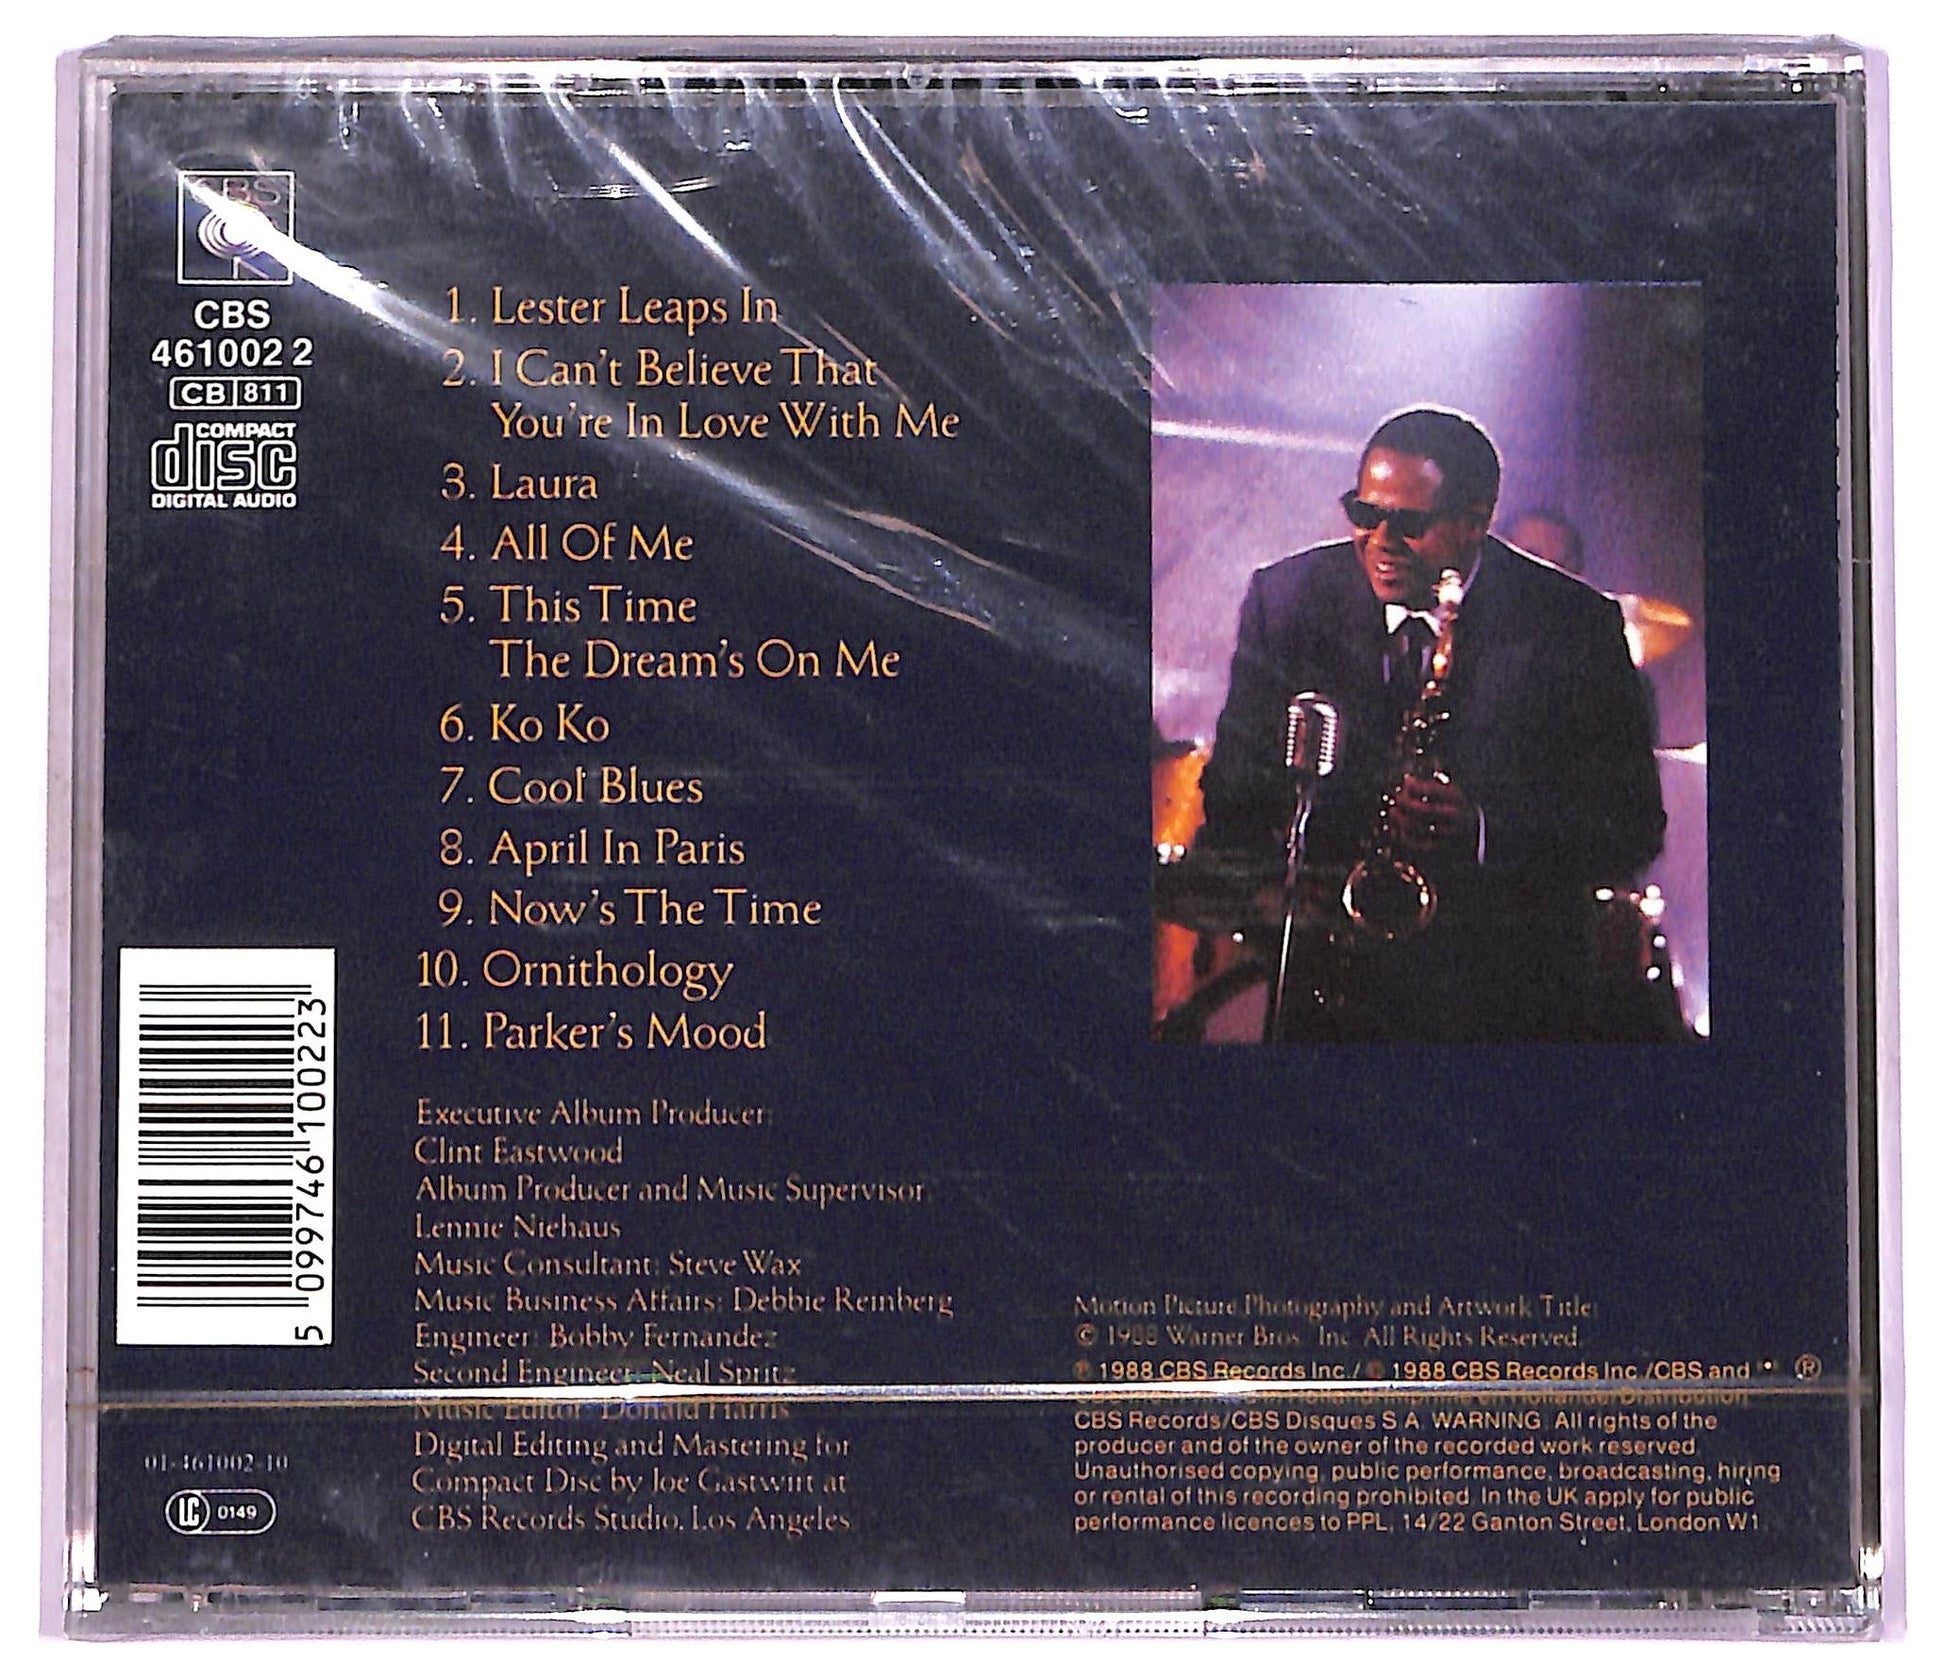 CBS
CBS
461002 2
CB 811
COMPACT
disc
DIGITAL AUDIO
1. Lester Leaps In
2. I Can't Believe That
You're In Love With Me
3. Laura
4. All Of Me
5. This Time
The Dream's On Me
6. Ko Ko
7. Cool Blues
8. April In Paris
9. Now's The Time
10. Ornithology
11. Parker's Mood
5 099746 100223
Executive Album Producer:
Clint Eastwood
Album Producer and Music Supervisor:
Lennie Niehaus
Music Consultant: Steve Wax
Music Business Affairs: Debbie Reinberg
Engineer: Bobby Fernandez
Second Engineer: Neal Spritz
Music Editor: Donald Harris
Digital Editing and Mastering for
Compact Disc by Joe Gastwirt at
CBS Records Studio, Los Angeles
01-461002-10
LC 0149
Motion Picture Photography and Artwork Title:
© 1988 Warner Bros. Inc. All Rights Reserved.
℗ 1988 CBS Records Inc./© 1988 CBS Records Inc./CBS and ®
Distribution
CBS Records/CBS Disques S.A. WARNING: All rights of the
producer and of the owner of the recorded work reserved.
Unauthorised copying, public performance, broadcasting, hiring
or rental of this recording prohibited. In the UK apply for public
performance licences to PPL, 14/22 Ganton Street, London W1.